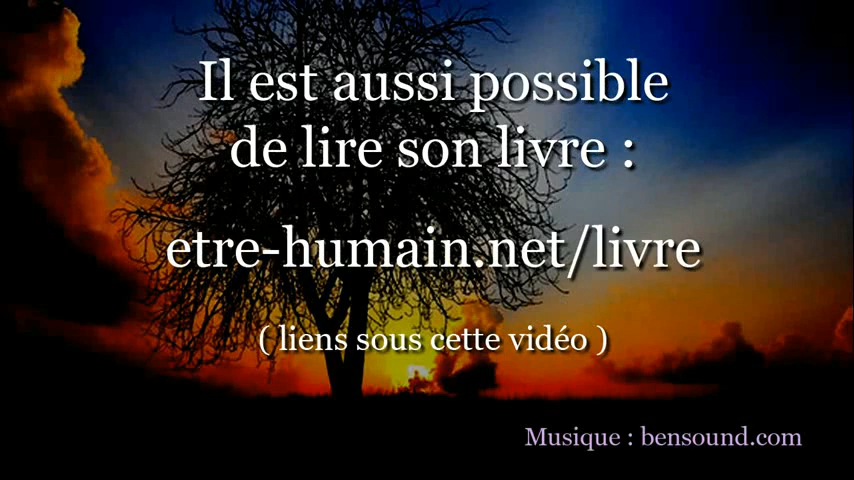 Il est aussi possible
de lire son livre :
etre-humain.net/livre
( liens sous cette vidéo )
Musique : bensound.com